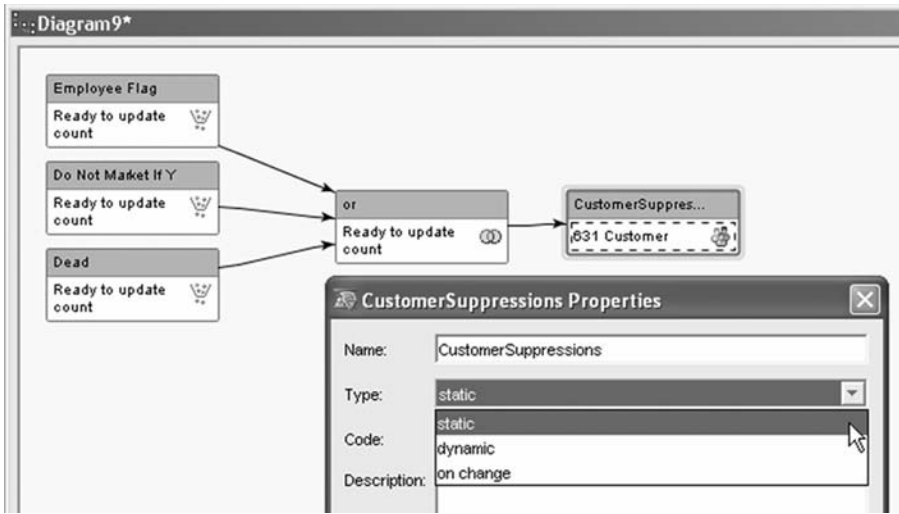 Diagram9*
Employee Flag
Ready to update
count
Do Not Market If Y
Ready to update
count
Dead
Ready to update
count
or
Ready to update
count
CustomerSuppres...
631 Customer
CustomerSuppressions Properties
Name:
CustomerSuppressions
Type:
static
static
dynamic
on change
Code:
Description: